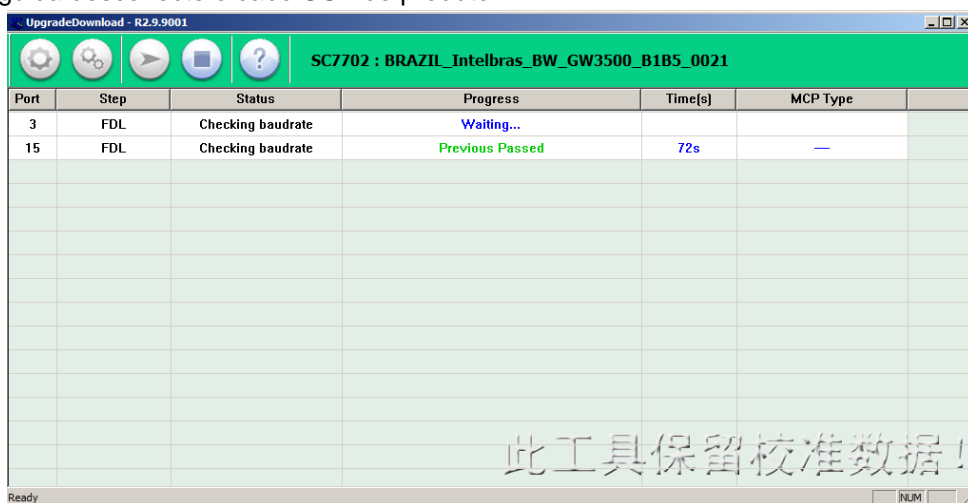 UpgradeDownload - R2.9.9001
SC7702 : BRAZIL_Intelbras_BW_GW3500_B1B5_0021
Port Step Status Progress Time(s) MCP Type
3 FDL Checking baudrate Waiting...
15 FDL Checking baudrate Previous Passed 72s —
此工具保留校准数据!
Ready NUM